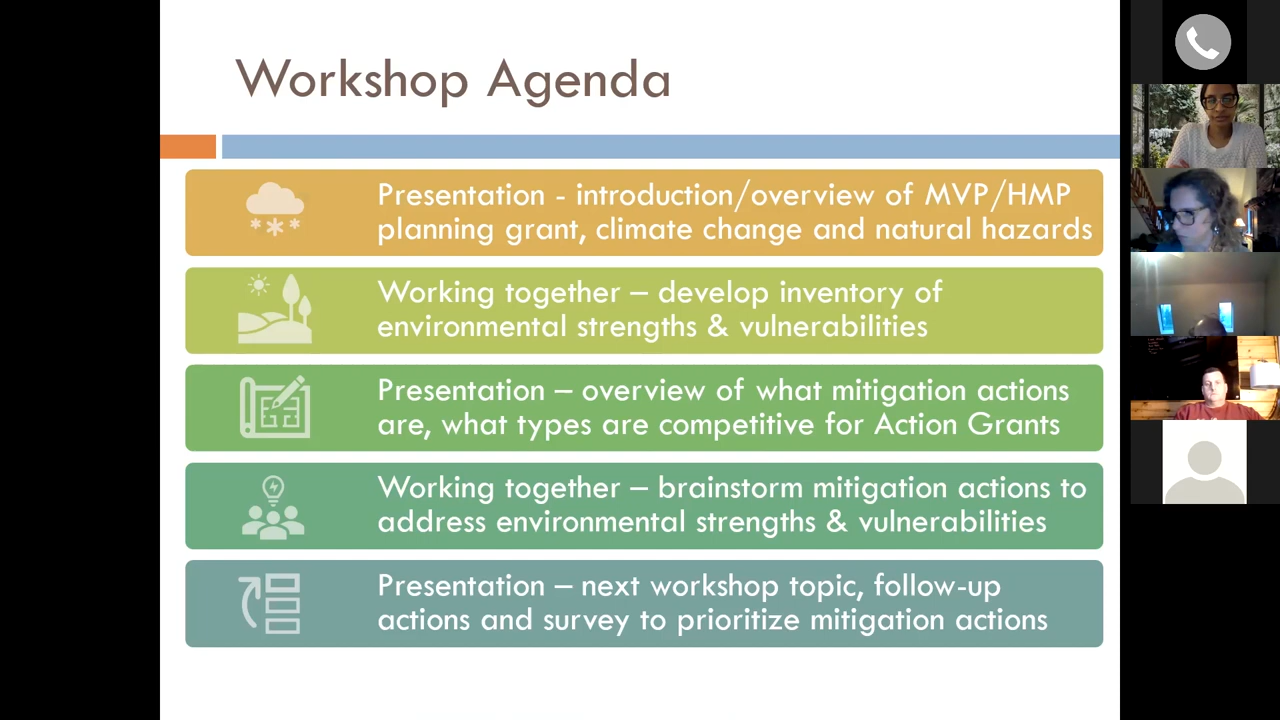 Workshop Agenda
Presentation - introduction/overview of MVP/HMP
planning grant, climate change and natural hazards
Working together – develop inventory of
environmental strengths & vulnerabilities
Presentation – overview of what mitigation actions
are, what types are competitive for Action Grants
Working together – brainstorm mitigation actions to
address environmental strengths & vulnerabilities
Presentation – next workshop topic, follow-up
actions and survey to prioritize mitigation actions